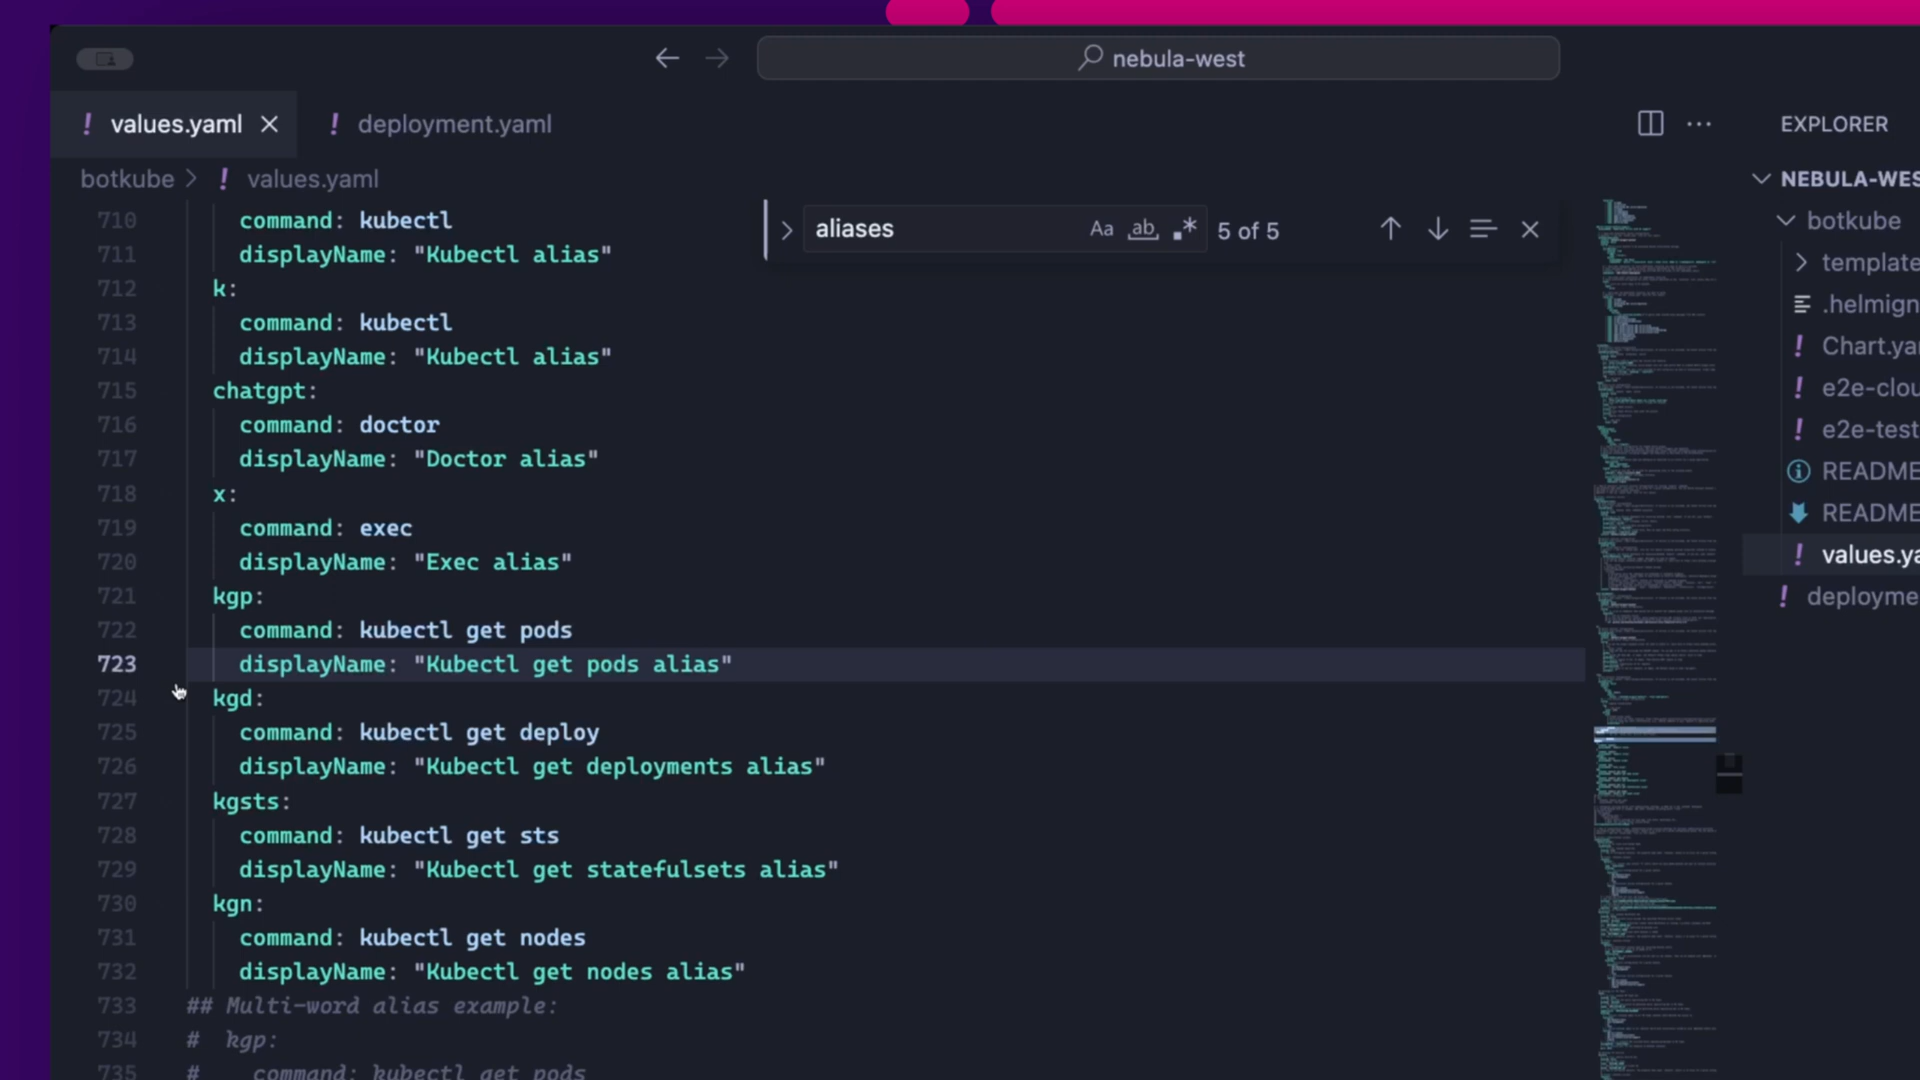 nebula-west
values.yaml
deployment.yaml
EXPLORER
botkube > values.yaml
NEBULA-WES
botkube
template
.helmign
Chart.ya
e2e-clou
e2e-test
README
README
values.ya
deployme
aliases
Aa ab .* 5 of 5
710 command: kubectl
711 displayName: "Kubectl alias"
712 k:
713 command: kubectl
714 displayName: "Kubectl alias"
715 chatgpt:
716 command: doctor
717 displayName: "Doctor alias"
718 x:
719 command: exec
720 displayName: "Exec alias"
721 kgp:
722 command: kubectl get pods
723 displayName: "Kubectl get pods alias"
724 kgd:
725 command: kubectl get deploy
726 displayName: "Kubectl get deployments alias"
727 kgsts:
728 command: kubectl get sts
729 displayName: "Kubectl get statefulsets alias"
730 kgn:
731 command: kubectl get nodes
732 displayName: "Kubectl get nodes alias"
733 ## Multi-word alias example:
734 # kgp:
735 # command: kubectl get pods